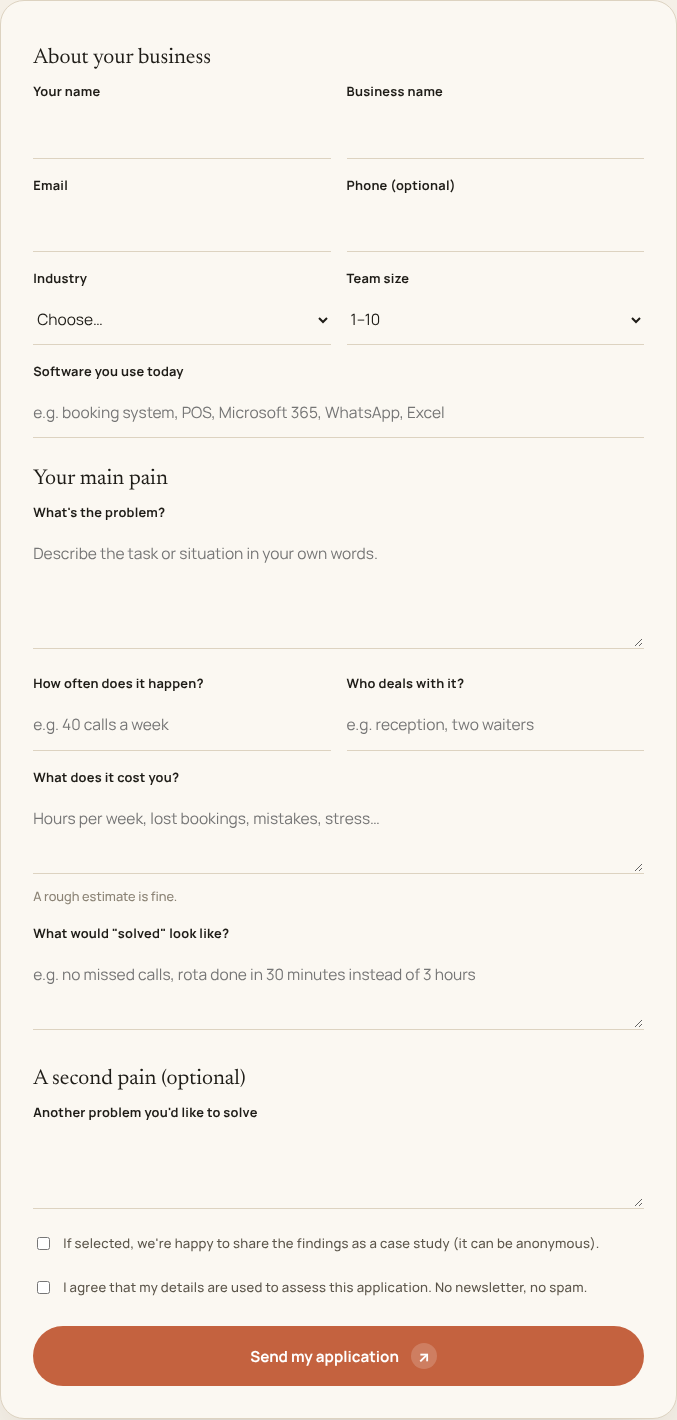 About your business
Your name
Business name
Email
Phone (optional)
Industry
Team size
Choose…
1–10
Software you use today
e.g. booking system, POS, Microsoft 365, WhatsApp, Excel
Your main pain
What's the problem?
Describe the task or situation in your own words.
How often does it happen?
Who deals with it?
e.g. 40 calls a week
e.g. reception, two waiters
What does it cost you?
Hours per week, lost bookings, mistakes, stress…
A rough estimate is fine.
What would "solved" look like?
e.g. no missed calls, rota done in 30 minutes instead of 3 hours
A second pain (optional)
Another problem you'd like to solve
If selected, we're happy to share the findings as a case study (it can be anonymous).
I agree that my details are used to assess this application. No newsletter, no spam.
Send my application